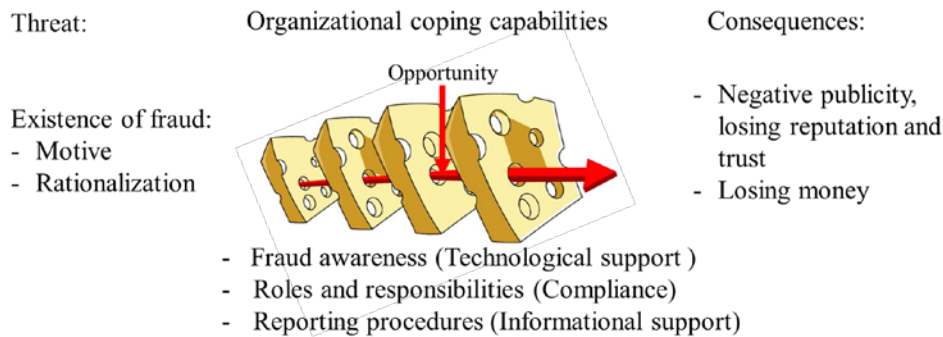 Threat:
Organizational coping capabilities
Consequences:
Opportunity
Existence of fraud:
- Motive
- Rationalization
- Negative publicity,
losing reputation and
trust
- Losing money
- Fraud awareness (Technological support )
- Roles and responsibilities (Compliance)
- Reporting procedures (Informational support)